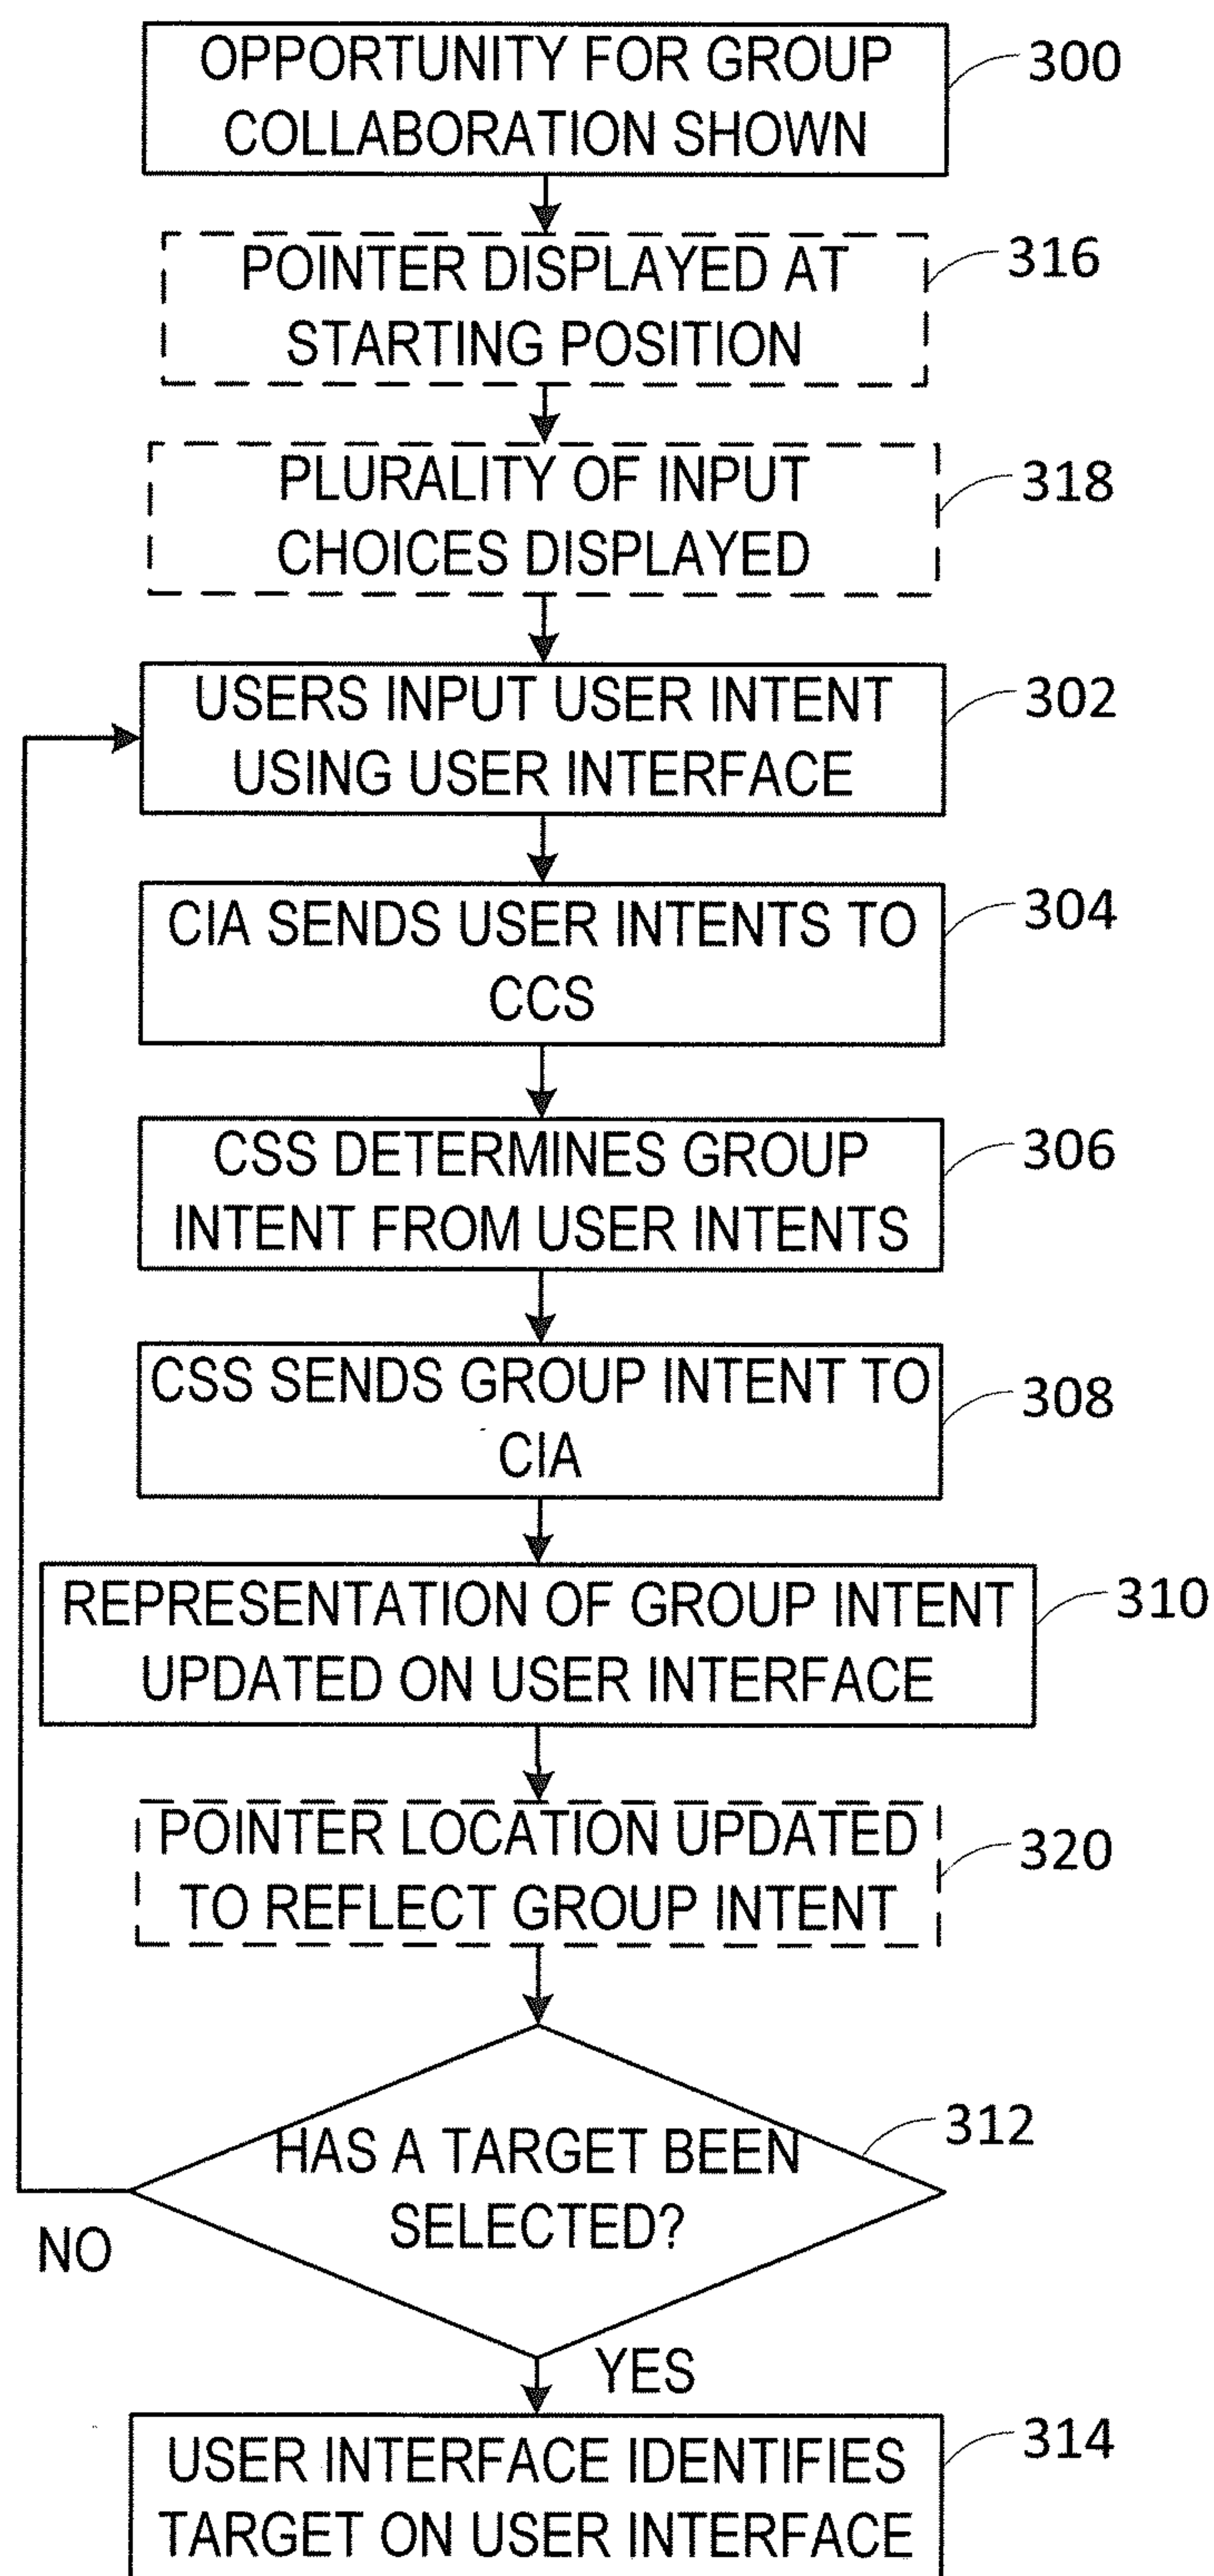 OPPORTUNITY FOR GROUP
COLLABORATION SHOWN
300
POINTER DISPLAYED AT
STARTING POSITION
316
PLURALITY OF INPUT
CHOICES DISPLAYED
318
USERS INPUT USER INTENT
USING USER INTERFACE
302
CIA SENDS USER INTENTS TO
CCS
304
CSS DETERMINES GROUP
INTENT FROM USER INTENTS
306
CSS SENDS GROUP INTENT TO
CIA
308
REPRESENTATION OF GROUP INTENT
UPDATED ON USER INTERFACE
310
POINTER LOCATION UPDATED
TO REFLECT GROUP INTENT
320
HAS A TARGET BEEN
SELECTED?
312
NO
YES
USER INTERFACE IDENTIFIES
TARGET ON USER INTERFACE
314